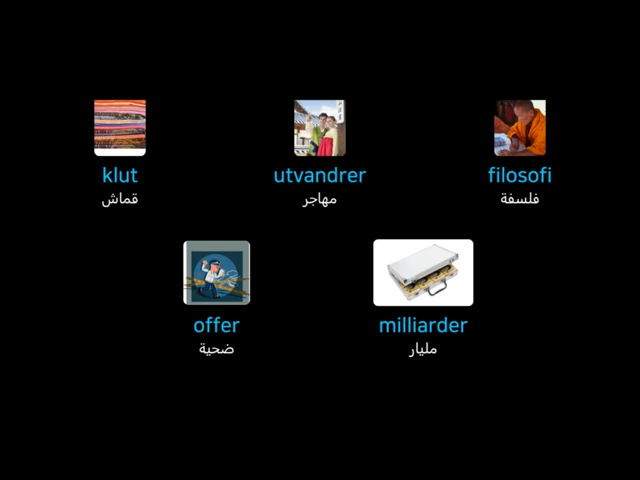 klut
قماش
utvandrer
مهاجر
filosofi
فلسفة
offer
ضحية
milliarder
مليار